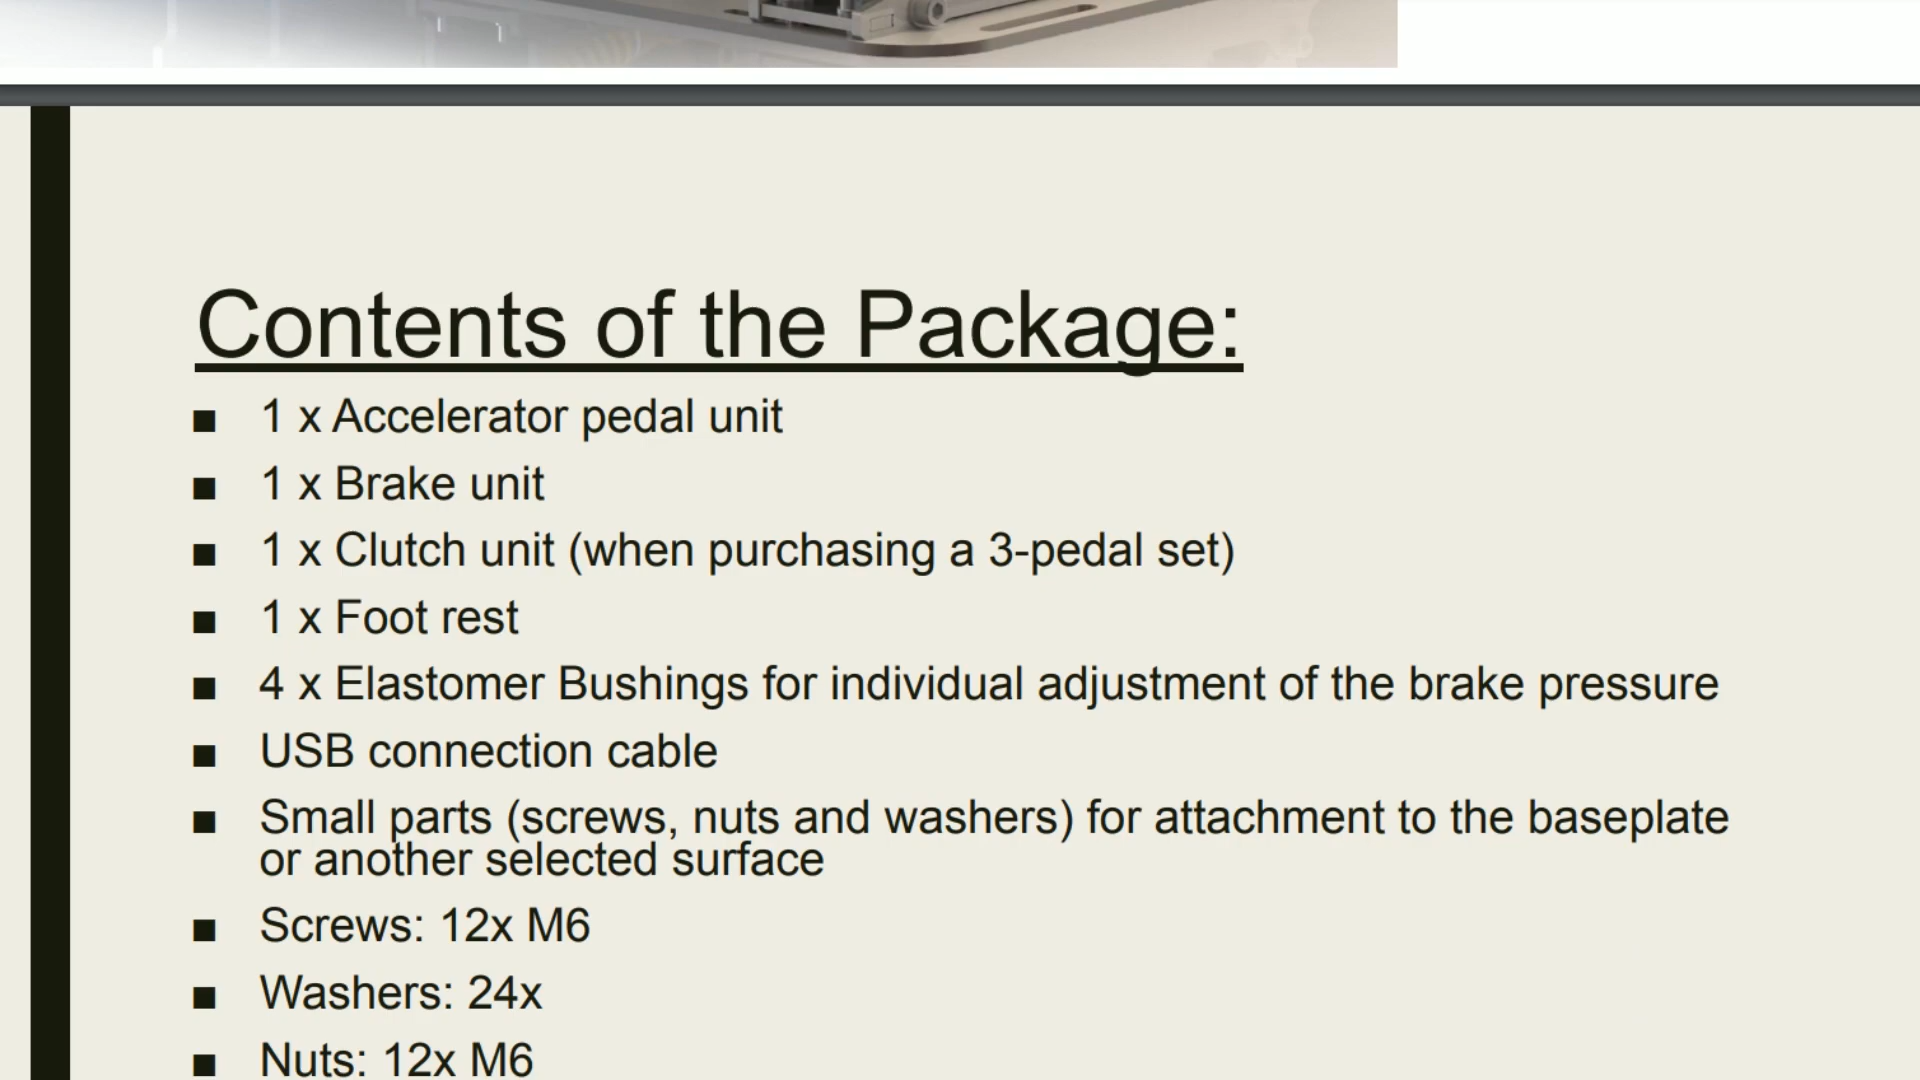 Contents of the Package:
■ 1 x Accelerator pedal unit
■ 1 x Brake unit
■ 1 x Clutch unit (when purchasing a 3-pedal set)
■ 1 x Foot rest
■ 4 x Elastomer Bushings for individual adjustment of the brake pressure
■ USB connection cable
■ Small parts (screws, nuts and washers) for attachment to the baseplate
or another selected surface
■ Screws: 12x M6
■ Washers: 24x
■ Nuts: 12x M6